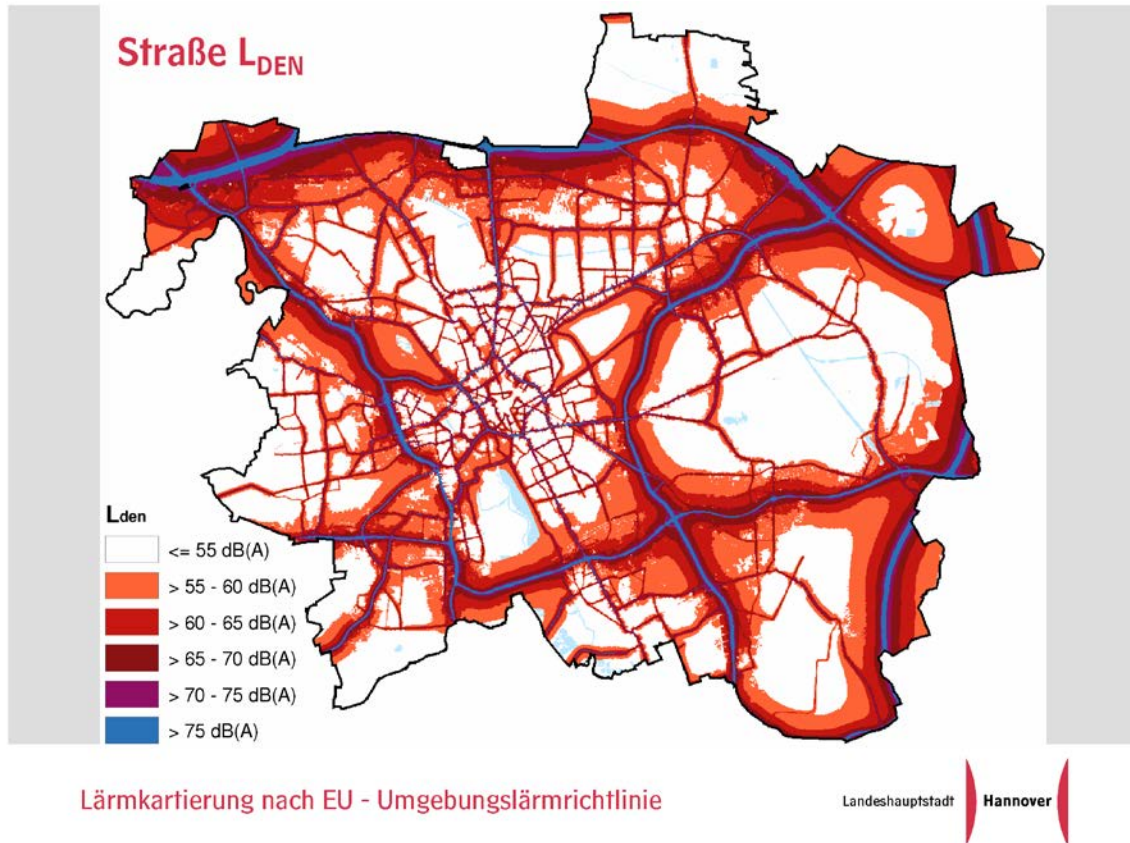 Straße LDEN
Lden
<= 55 dB(A)
> 55 - 60 dB(A)
> 60 - 65 dB(A)
> 65 - 70 dB(A)
> 70 - 75 dB(A)
> 75 dB(A)
Lärmkartierung nach EU - Umgebungslärmrichtlinie
Landeshauptstadt Hannover